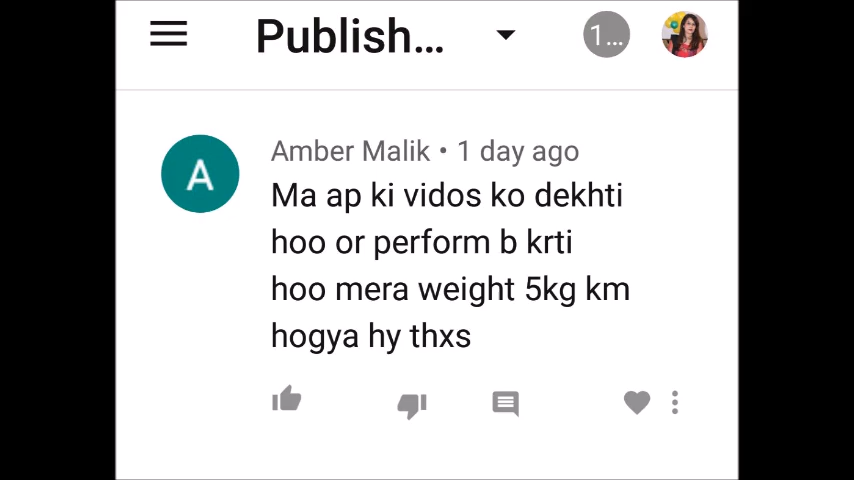 Publish...
1...
A
Amber Malik • 1 day ago
Ma ap ki vidos ko dekhti
hoo or perform b krti
hoo mera weight 5kg km
hogya hy thxs